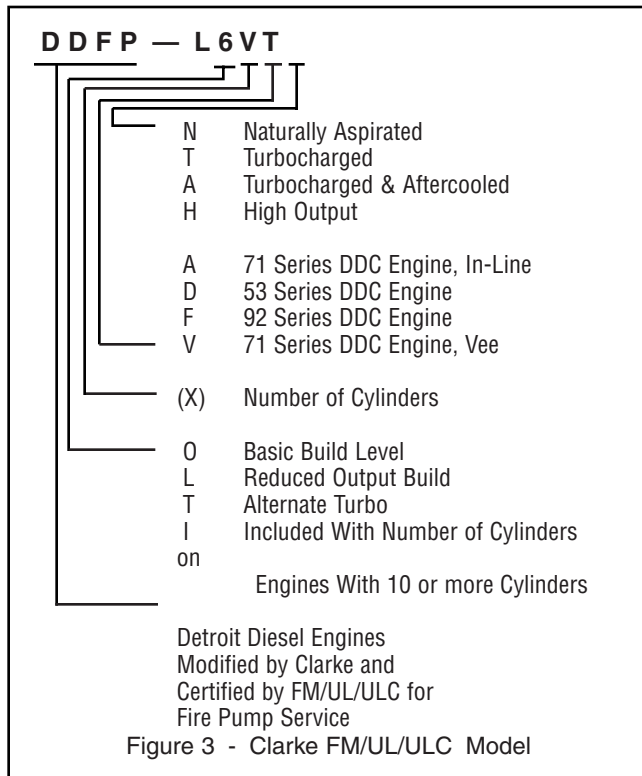 DDFP — L6VT
N Naturally Aspirated
T Turbocharged
A Turbocharged & Aftercooled
H High Output
A 71 Series DDC Engine, In-Line
D 53 Series DDC Engine
F 92 Series DDC Engine
V 71 Series DDC Engine, Vee
(X) Number of Cylinders
O Basic Build Level
L Reduced Output Build
T Alternate Turbo
I Included With Number of Cylinders
on
Engines With 10 or more Cylinders
Detroit Diesel Engines
Modified by Clarke and
Certified by FM/UL/ULC for
Fire Pump Service
Figure 3 - Clarke FM/UL/ULC Model